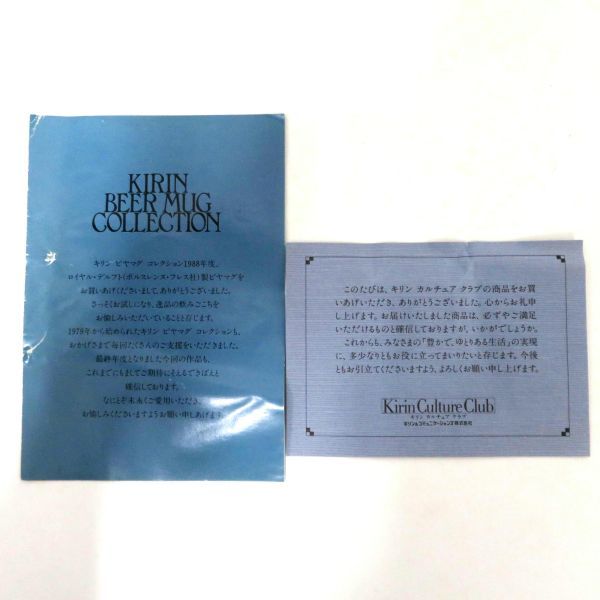 KIRIN
BEER MUG
COLLECTION
キリン ビヤマグ コレクション1988年度、
ロイヤル・デルフト(ポルスレンス・フレス社)製ビヤマグを
お買いあげくださいまして、ありがとうございました。
さっそくお試しになり、逸品の飲みごこちを
お愉しみいただいていることと存じます。
1979年から始められたキリン ビヤマグ コレクションも、
おかげさまで毎回たくさんのご支援をいただきました。
最終年度となりました今回の作品も、
これまでにもましてご期待にそえるできばえと
確信しております。
なにとぞ末永くご愛用いただき、
お愉しみくださいますようお願い申しあげます。
このたびは、キリン カルチュア クラブの商品をお買
いあげいただき、ありがとうございました。心からお礼申
し上げます。お届けいたしました商品は、必ずやご満足
いただけるものと確信しておりますが、いかがでしょうか。
これからも、みなさまの「豊かで、ゆとりある生活」の実現
に、多少なりともお役に立ってまいりたいと存じます。今後
ともお引立てくださいますよう、よろしくお願い申し上げます。
Kirin Culture Club
キリン カルチュア クラブ
キリン&コミュニケーションズ株式会社